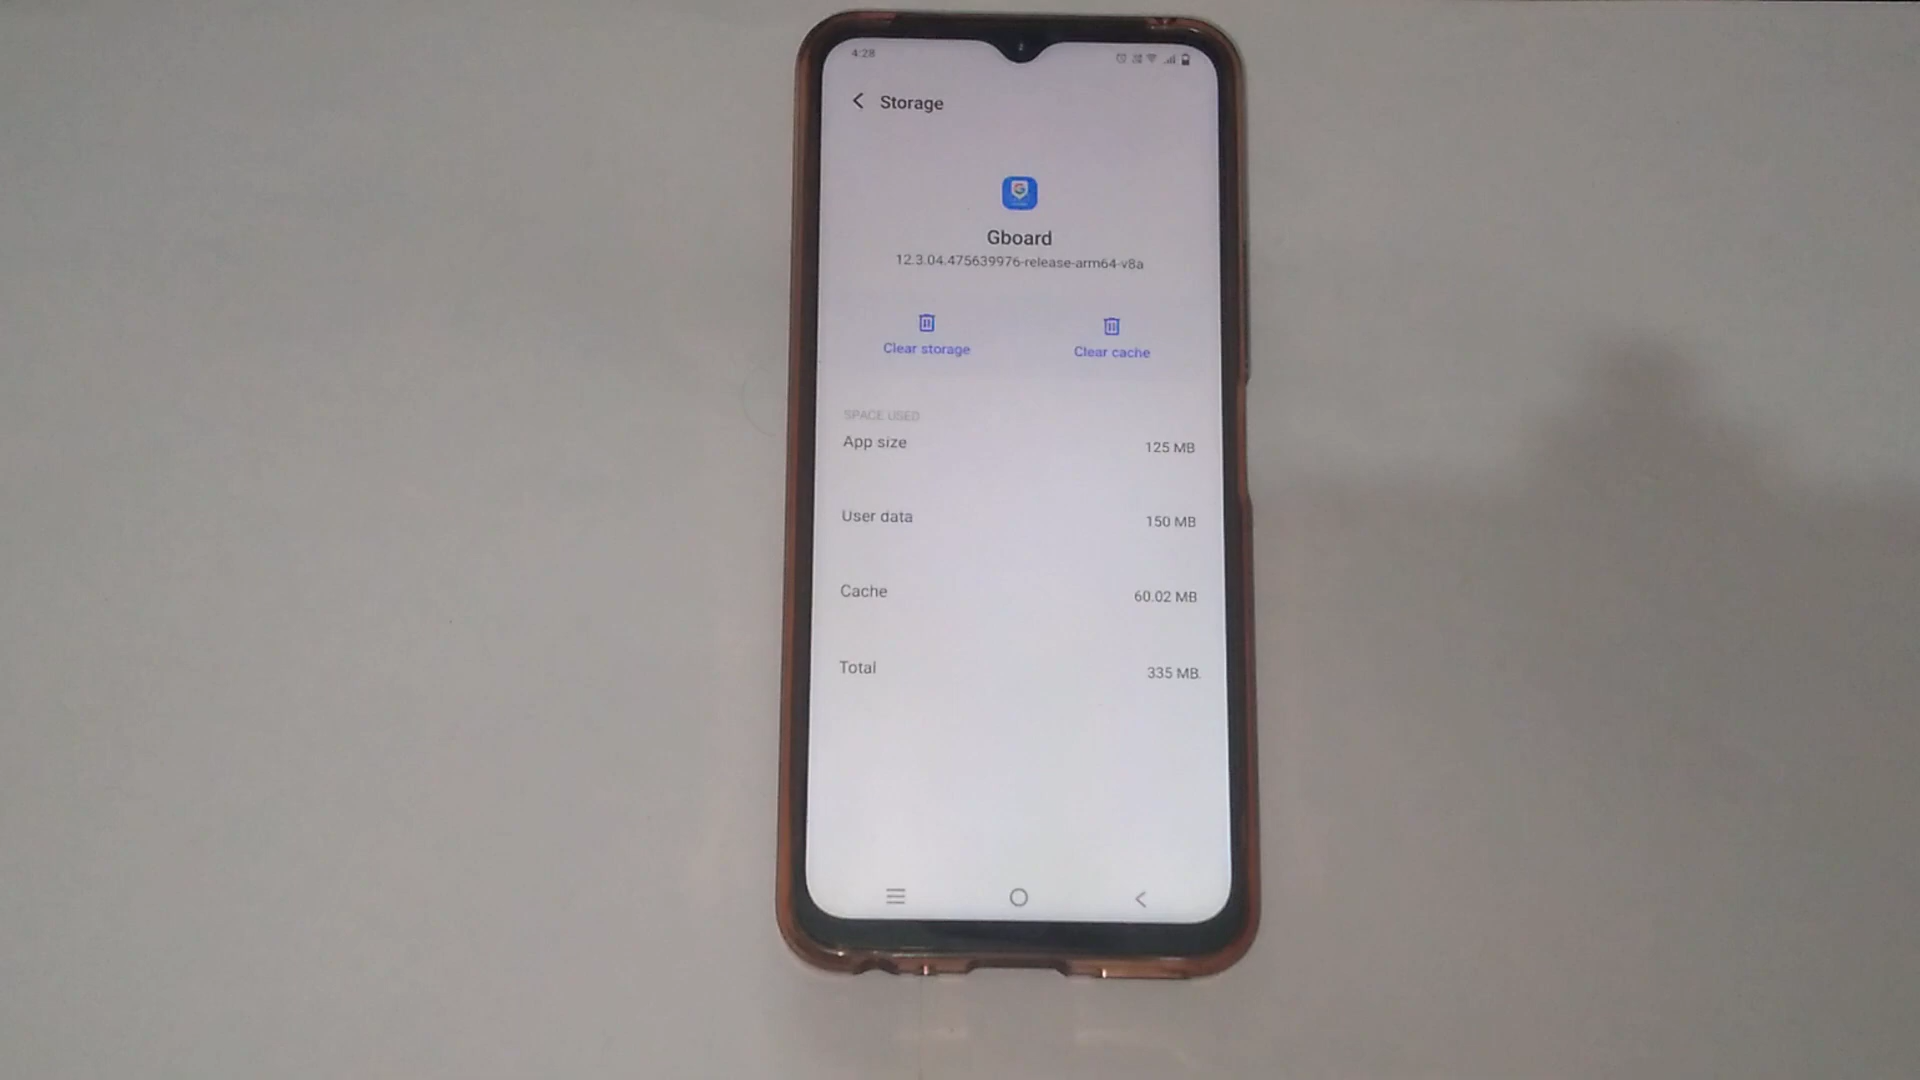 4:28
Storage
Gboard
12.3.04.475639976-release-arm64-v8a
Clear storage
Clear cache
SPACE USED
App size
125 MB
User data
150 MB
Cache
60.02 MB
Total
335 MB